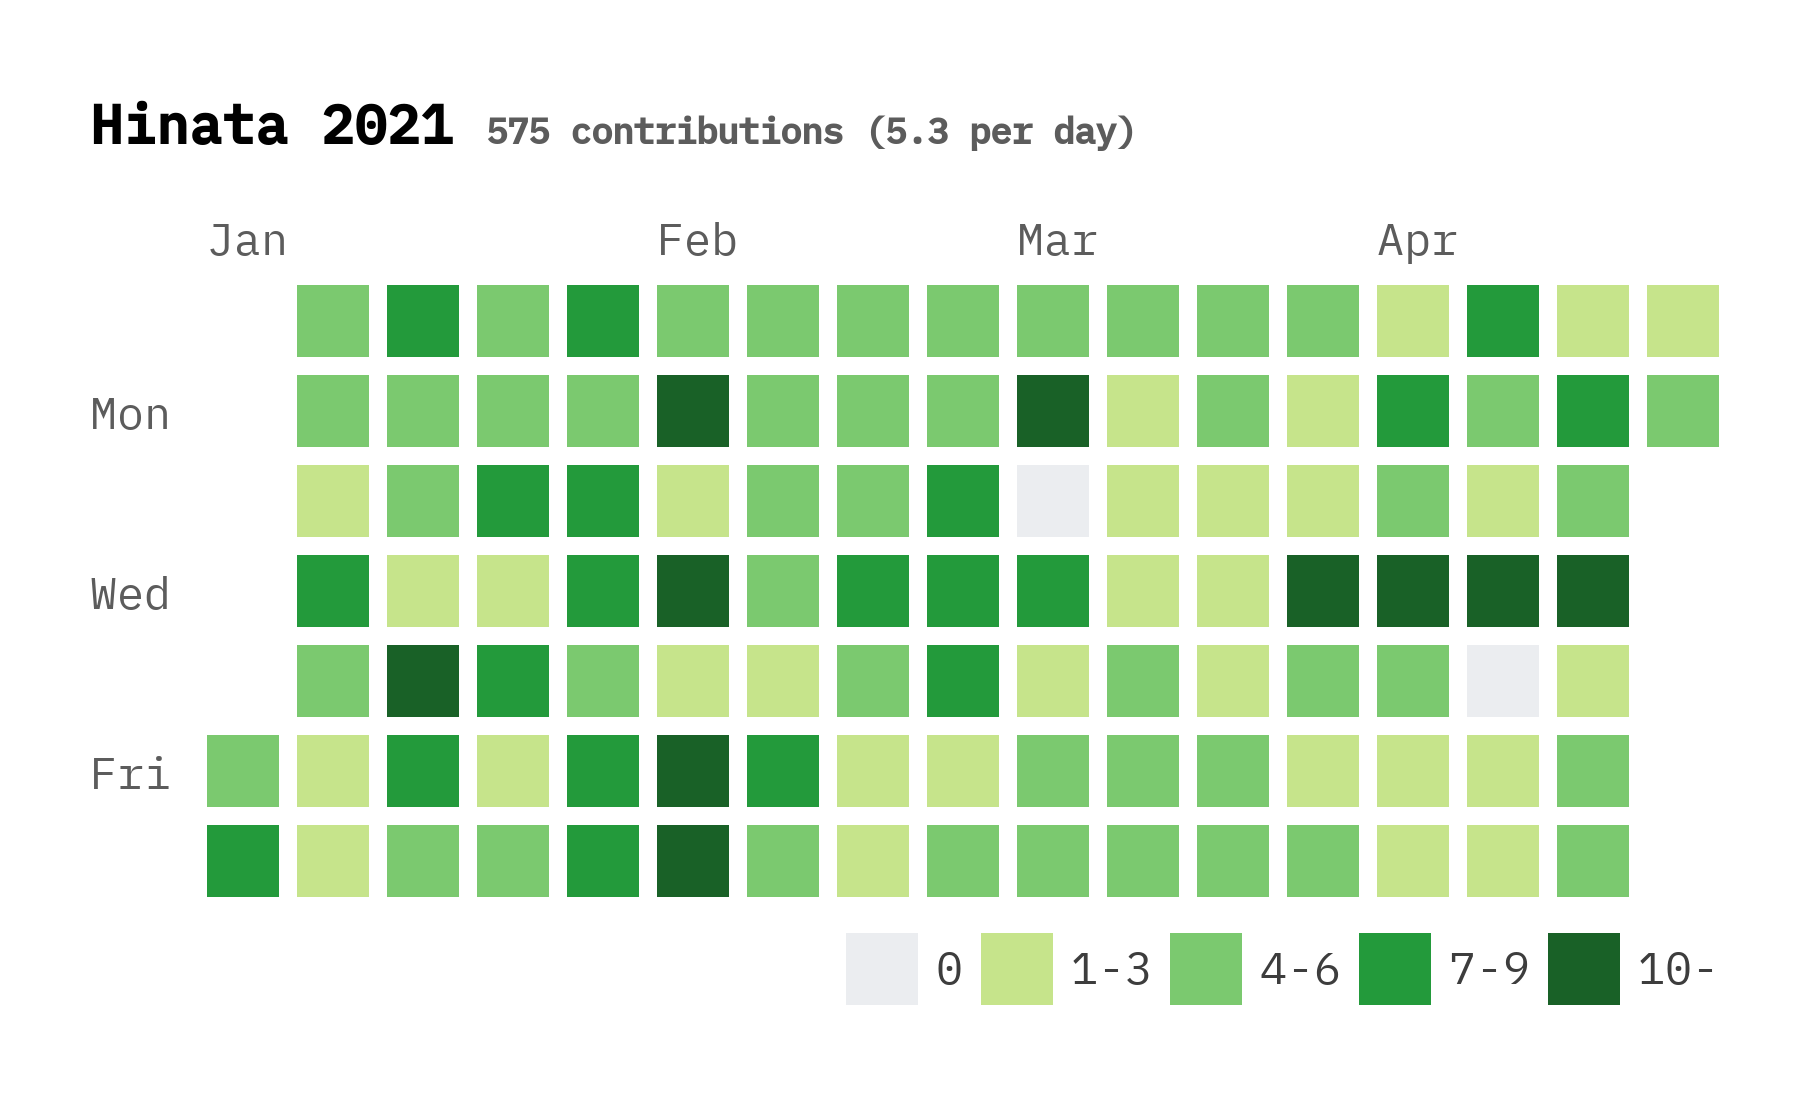 Hinata 2021 575 contributions (5.3 per day)
Jan Feb Mar Apr
Mon
Wed
Fri
0 1-3 4-6 7-9 10-